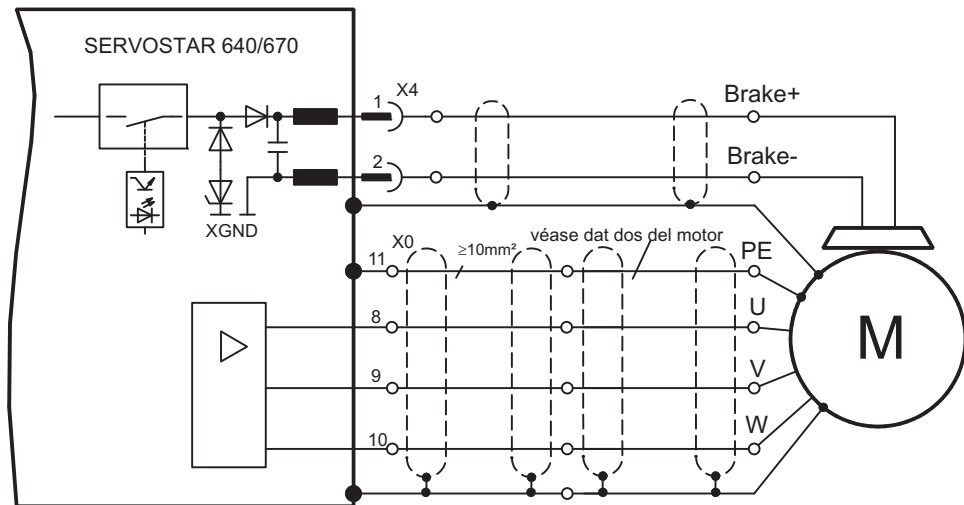 SERVOSTAR 640/670
1 X4
Brake+
2
Brake-
XGND
X0
≥10mm²
véase dat dos del motor
11
PE
8
U
9
V
10
W
M